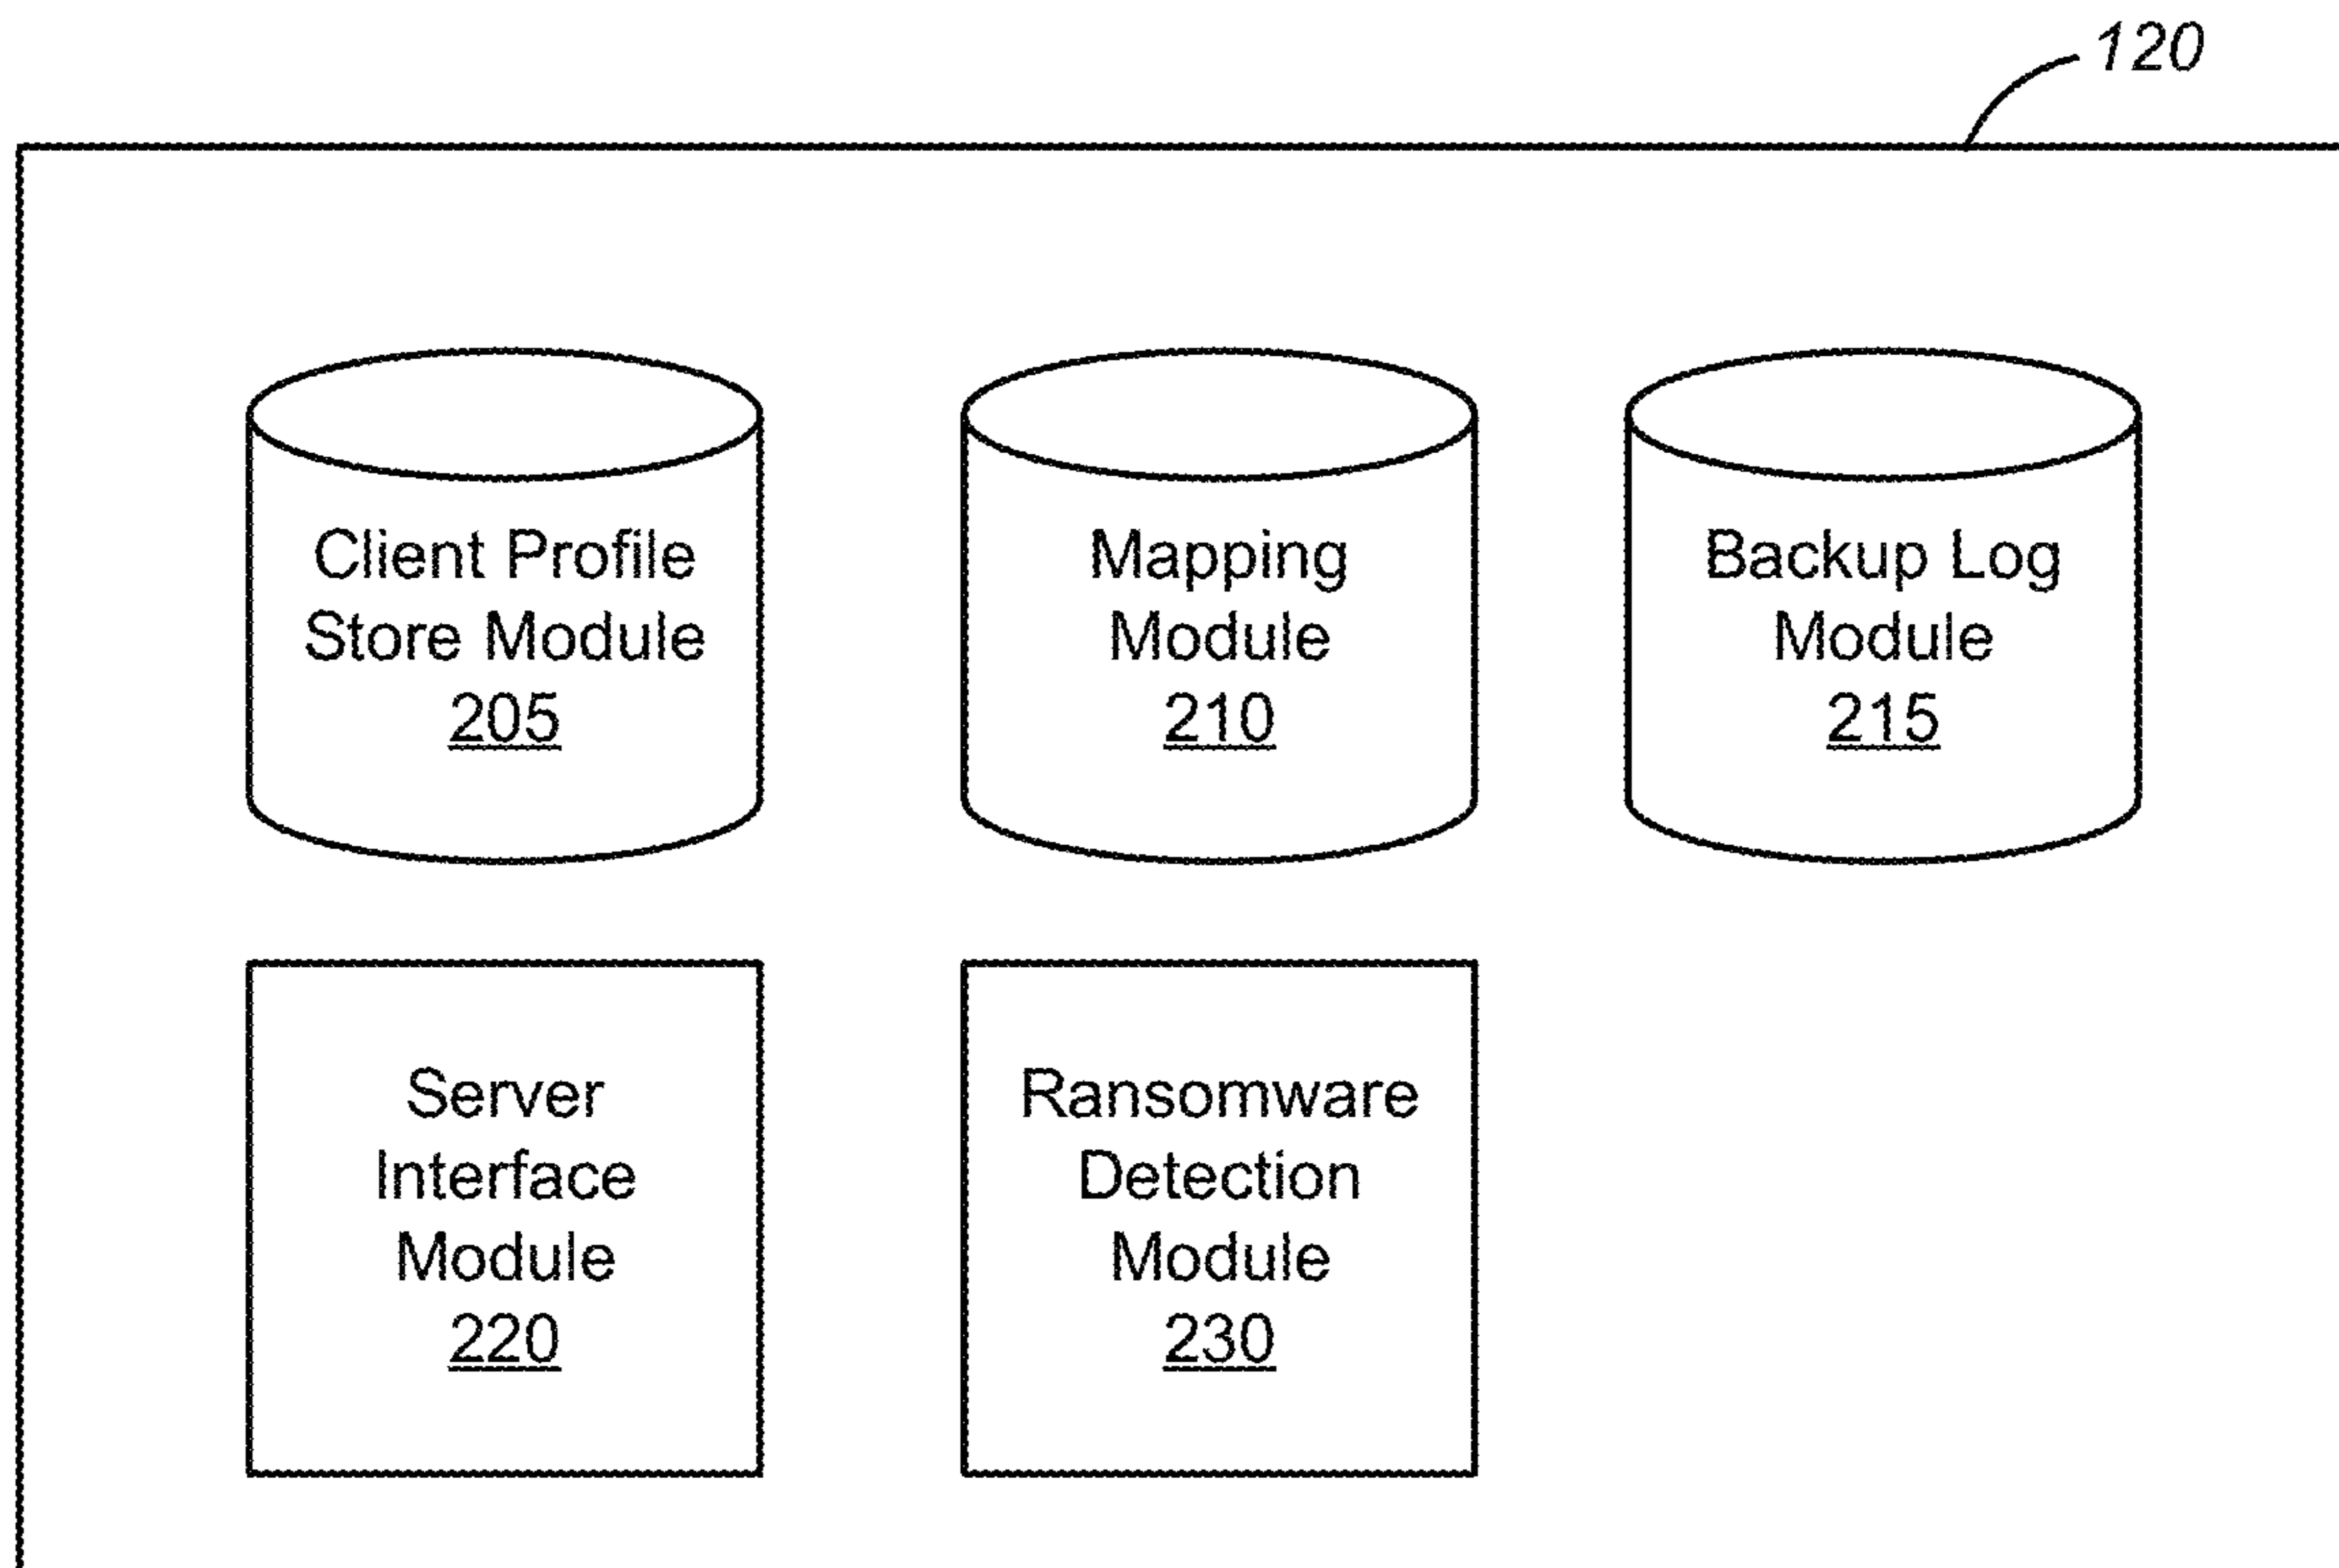 120
Client Profile
Store Module
205
Mapping
Module
210
Backup Log
Module
215
Server
Interface
Module
220
Ransomware
Detection
Module
230